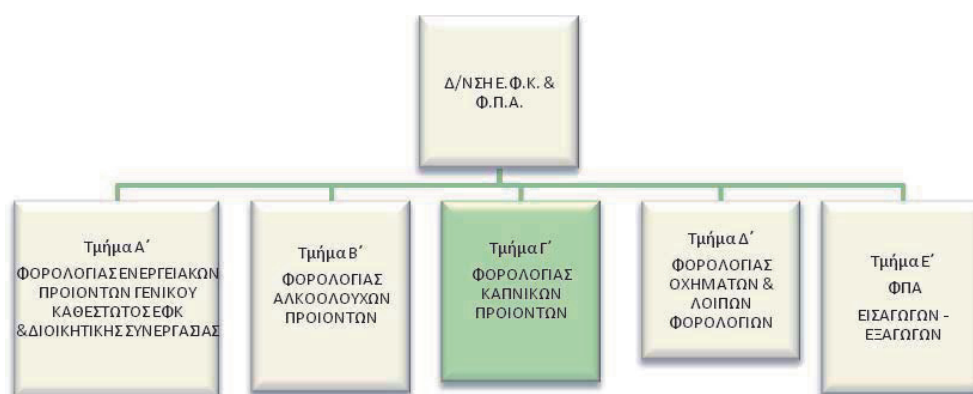 Δ/ΝΣΗ Ε.Φ.Κ. &
Φ.Π.Α.
Τμήμα Α΄
ΦΟΡΟΛΟΓΙΑΣ ΕΝΕΡΓΕΙΑΚΩΝ
ΠΡΟΙΟΝΤΩΝ ΓΕΝΙΚΟΥ
ΚΑΘΕΣΤΩΤΟΣ ΕΦΚ
& ΔΙΟΙΚΗΤΙΚΗΣ ΣΥΝΕΡΓΑΣΙΑΣ
Τμήμα Β΄
ΦΟΡΟΛΟΓΙΑΣ
ΑΛΚΟΟΛΟΥΧΩΝ
ΠΡΟΙΟΝΤΩΝ
Τμήμα Γ΄
ΦΟΡΟΛΟΓΙΑΣ
ΚΑΠΝΙΚΩΝ
ΠΡΟΙΟΝΤΩΝ
Τμήμα Δ΄
ΦΟΡΟΛΟΓΙΑΣ
ΟΧΗΜΑΤΩΝ &
ΛΟΙΠΩΝ
ΦΟΡΟΛΟΓΙΩΝ
Τμήμα Ε΄
ΦΠΑ
ΕΙΣΑΓΩΓΩΝ -
ΕΞΑΓΩΓΩΝ